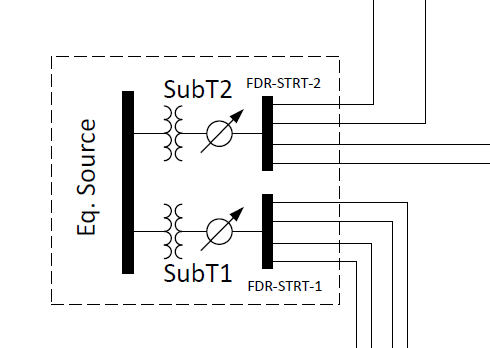 SubT2
FDR-STRT-2
Eq. Source
SubT1
FDR-STRT-1